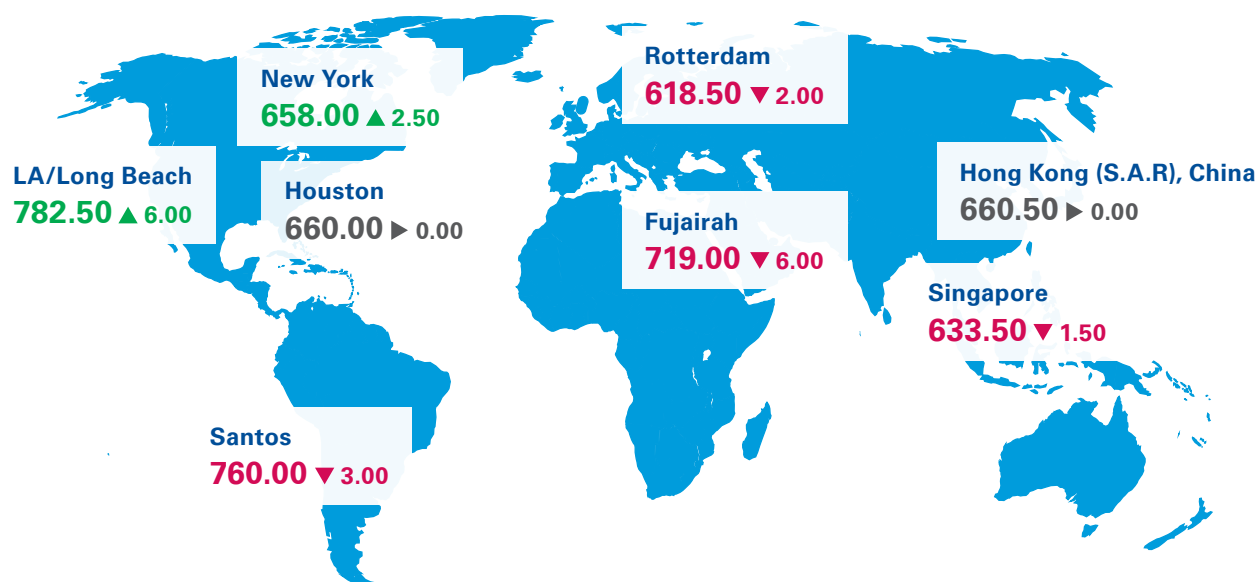 New York
658.00 ▲ 2.50
Rotterdam
618.50 ▼ 2.00
LA/Long Beach
782.50 ▲ 6.00
Houston
660.00 ▶ 0.00
Hong Kong (S.A.R), China
660.50 ▶ 0.00
Fujairah
719.00 ▼ 6.00
Singapore
633.50 ▼ 1.50
Santos
760.00 ▼ 3.00